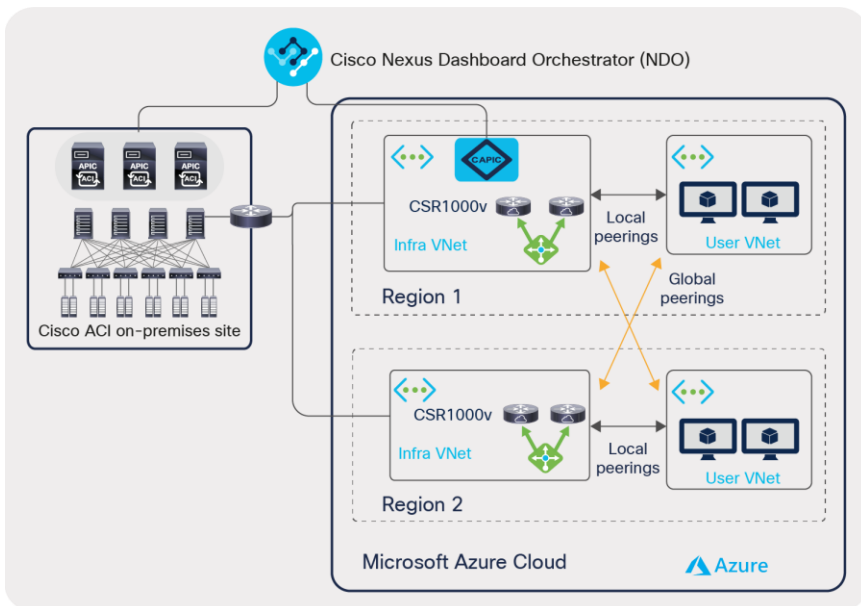 Cisco Nexus Dashboard Orchestrator (NDO)
APIC
ACI
APIC
ACI
APIC
ACI
Cisco ACI on-premises site
CAPIC
CSR1000v
Infra VNet
Region 1
Local
peerings
User VNet
Global
peerings
CSR1000v
Infra VNet
Region 2
Local
peerings
User VNet
Microsoft Azure Cloud
Azure